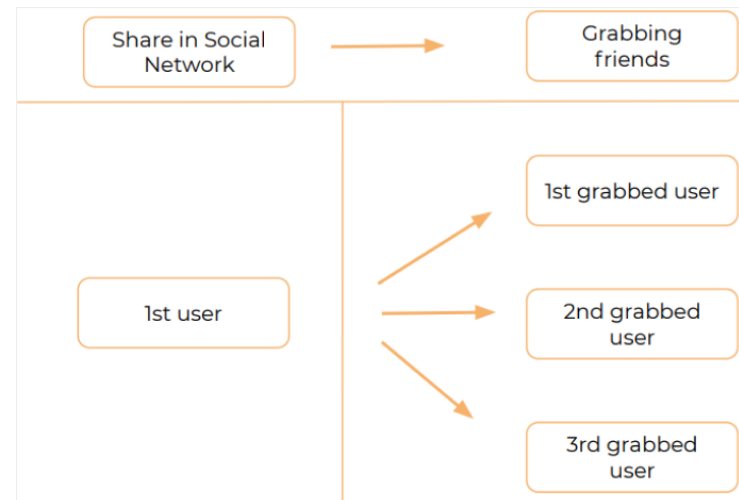 Share in Social
Network
Grabbing
friends
1st grabbed user
1st user
2nd grabbed
user
3rd grabbed
user